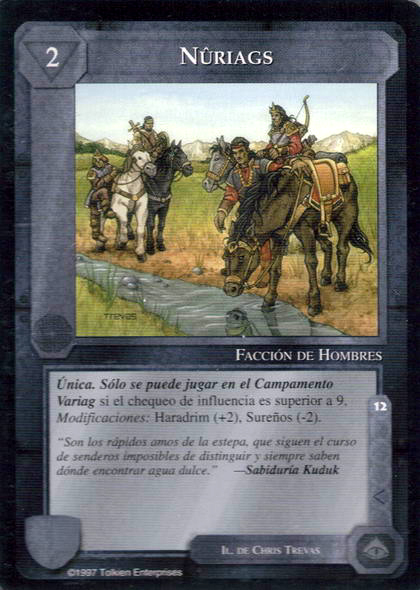 2
NÛRIAGS
TREVAS
FACCIÓN DE HOMBRES
Única. Sólo se puede jugar en el Campamento
Variag si el chequeo de influencia es superior a 9.
Modificaciones: Haradrim (+2), Sureños (-2).
12
“Son los rápidos amos de la estepa, que siguen el curso
de senderos imposibles de distinguir y siempre saben
dónde encontrar agua dulce.” —Sabiduría Kuduk
IL. DE CHRIS TREVAS
©1997 Tolkien Enterprises